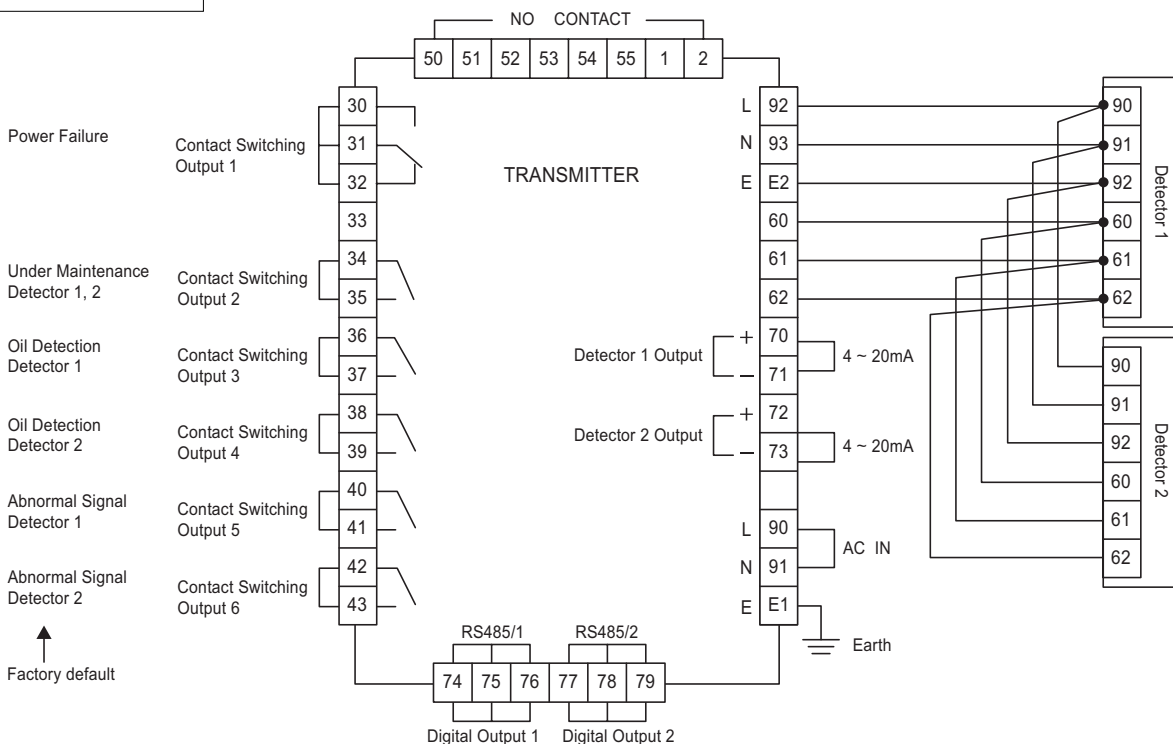 NO CONTACT
50 51 52 53 54 55 1 2
Power Failure
Contact Switching
Output 1
30
31
32
33
Under Maintenance
Detector 1, 2
Contact Switching
Output 2
34
35
Oil Detection
Detector 1
Contact Switching
Output 3
36
37
Oil Detection
Detector 2
Contact Switching
Output 4
38
39
Abnormal Signal
Detector 1
Contact Switching
Output 5
40
41
Abnormal Signal
Detector 2
Contact Switching
Output 6
42
43
Factory default
TRANSMITTER
L 92
N 93
E E2
60
61
62
Detector 1 Output
+ 70
− 71
4 ~ 20mA
Detector 2 Output
+ 72
− 73
4 ~ 20mA
L 90
N 91
AC IN
E E1
Earth
RS485/1 RS485/2
74 75 76 77 78 79
Digital Output 1 Digital Output 2
90
91
92
60
61
62
Detector 1
90
91
92
60
61
62
Detector 2